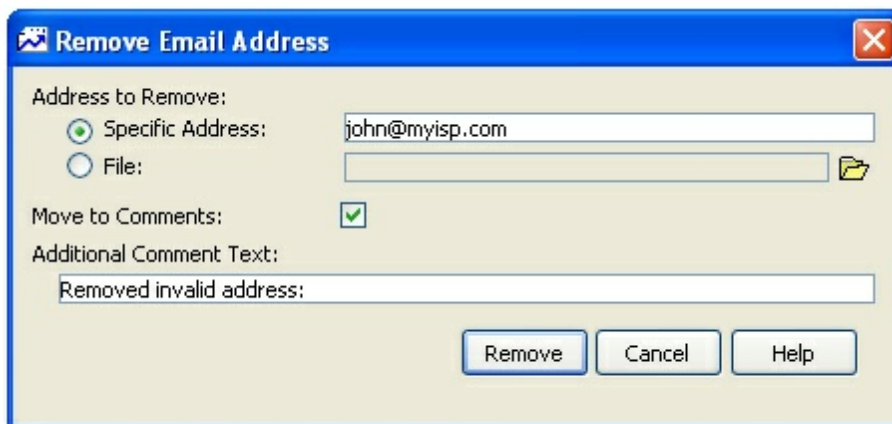 Remove Email Address
Address to Remove:
Specific Address: john@myisp.com
File:
Move to Comments:
Additional Comment Text:
Removed invalid address:
Remove Cancel Help